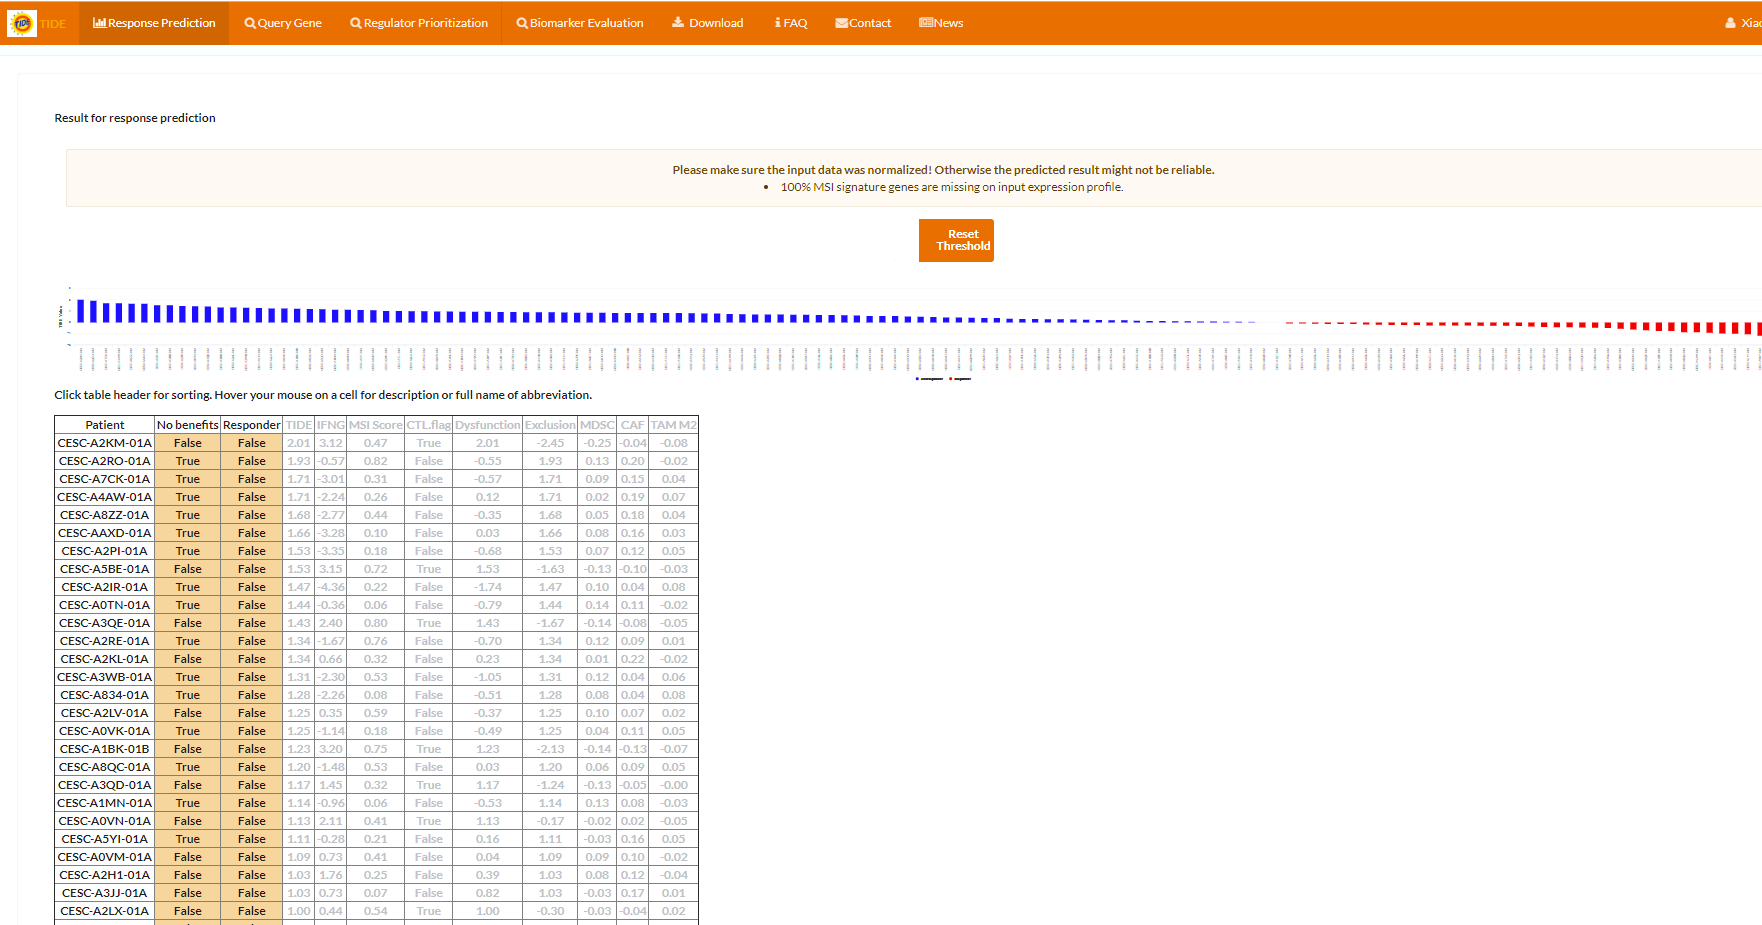 TIDE Response Prediction Query Gene Regulator Prioritization Biomarker Evaluation Download FAQ Contact News Xiao
Result for response prediction
Please make sure the input data was normalized! Otherwise the predicted result might not be reliable.
• 100% MSI signature genes are missing on input expression profile.
Reset
Threshold
Click table header for sorting. Hover your mouse on a cell for description or full name of abbreviation.
Patient No benefits Responder TIDE IFNG MSI Score CTL.flag Dysfunction Exclusion MDSC CAF TAM M2
CESC-A2KM-01A False False 2.01 3.12 0.47 True 2.01 -2.45 -0.25 -0.04 -0.08
CESC-A2RO-01A True False 1.93 -0.57 0.82 False -0.55 1.93 0.13 0.20 -0.02
CESC-A7CK-01A True False 1.71 -3.01 0.31 False -0.57 1.71 0.09 0.15 0.04
CESC-A4AW-01A True False 1.71 -2.24 0.26 False 0.12 1.71 0.02 0.19 0.07
CESC-A8ZZ-01A True False 1.68 -2.77 0.44 False -0.35 1.68 0.05 0.18 0.04
CESC-AAXD-01A True False 1.66 -3.28 0.10 False 0.03 1.66 0.08 0.16 0.03
CESC-A2PI-01A True False 1.53 -3.35 0.18 False -0.68 1.53 0.07 0.12 0.05
CESC-A5BE-01A False False 1.53 3.15 0.72 True 1.53 -1.63 -0.13 -0.10 -0.03
CESC-A2IR-01A True False 1.47 -4.36 0.22 False -1.74 1.47 0.10 0.04 0.08
CESC-A0TN-01A True False 1.44 -0.36 0.06 False -0.79 1.44 0.14 0.11 -0.02
CESC-A3QE-01A False False 1.43 2.40 0.80 True 1.43 -1.67 -0.14 -0.08 -0.05
CESC-A2RE-01A True False 1.34 -1.67 0.76 False -0.70 1.34 0.12 0.09 0.01
CESC-A2KL-01A False False 1.34 0.66 0.32 False 0.23 1.34 0.01 0.22 -0.02
CESC-A3WB-01A True False 1.31 -2.30 0.53 False -1.05 1.31 0.12 0.04 0.06
CESC-A834-01A True False 1.28 -2.26 0.08 False -0.51 1.28 0.08 0.04 0.08
CESC-A2LV-01A False False 1.25 0.35 0.59 False -0.37 1.25 0.10 0.07 0.02
CESC-A0VK-01A True False 1.25 -1.14 0.18 False -0.49 1.25 0.04 0.11 0.05
CESC-A1BK-01B False False 1.23 3.20 0.75 True 1.23 -2.13 -0.14 -0.13 -0.07
CESC-A8QC-01A True False 1.20 -1.48 0.53 False 0.03 1.20 0.06 0.09 0.05
CESC-A3QD-01A False False 1.17 1.45 0.32 True 1.17 -1.24 -0.13 -0.05 -0.00
CESC-A1MN-01A True False 1.14 -0.96 0.06 False -0.53 1.14 0.13 0.08 -0.03
CESC-A0VN-01A False False 1.13 2.11 0.41 True 1.13 -0.17 -0.02 0.02 -0.05
CESC-A5YI-01A True False 1.11 -0.28 0.21 False 0.16 1.11 -0.03 0.16 0.05
CESC-A0VM-01A False False 1.09 0.73 0.41 False 0.04 1.09 0.09 0.10 -0.02
CESC-A2H1-01A False False 1.03 1.76 0.25 False 0.39 1.03 0.08 0.12 -0.04
CESC-A3JJ-01A False False 1.03 0.73 0.07 False 0.82 1.03 -0.03 0.17 0.01
CESC-A2LX-01A False False 1.00 0.44 0.54 True 1.00 -0.30 -0.03 -0.04 0.02